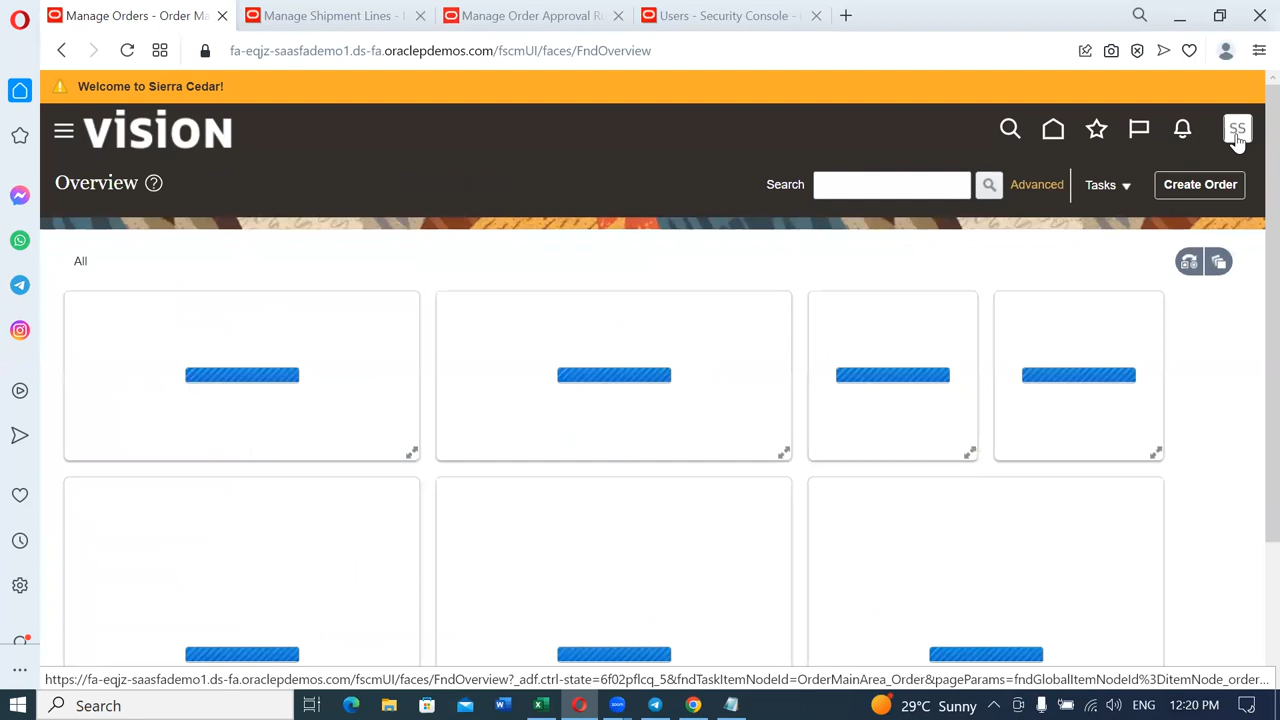 Manage Orders - Order Ma
Manage Shipment Lines -
Manage Order Approval Ru
Users - Security Console -
fa-eqjz-saasfademo1.ds-fa.oraclepdemos.com/fscmUI/faces/FndOverview
Welcome to Sierra Cedar!
VISION
SS
Overview
Search
Advanced
Tasks
Create Order
All
https://fa-eqjz-saasfademo1.ds-fa.oraclepdemos.com/fscmUI/faces/FndOverview?_adf.ctrl-state=6f02pflcq_5&fndTaskItemNodeId=OrderMainArea_Order&pageParams=fndGlobalItemNodeId%3DitemNode_order...
Search
29°C Sunny
ENG
12:20 PM